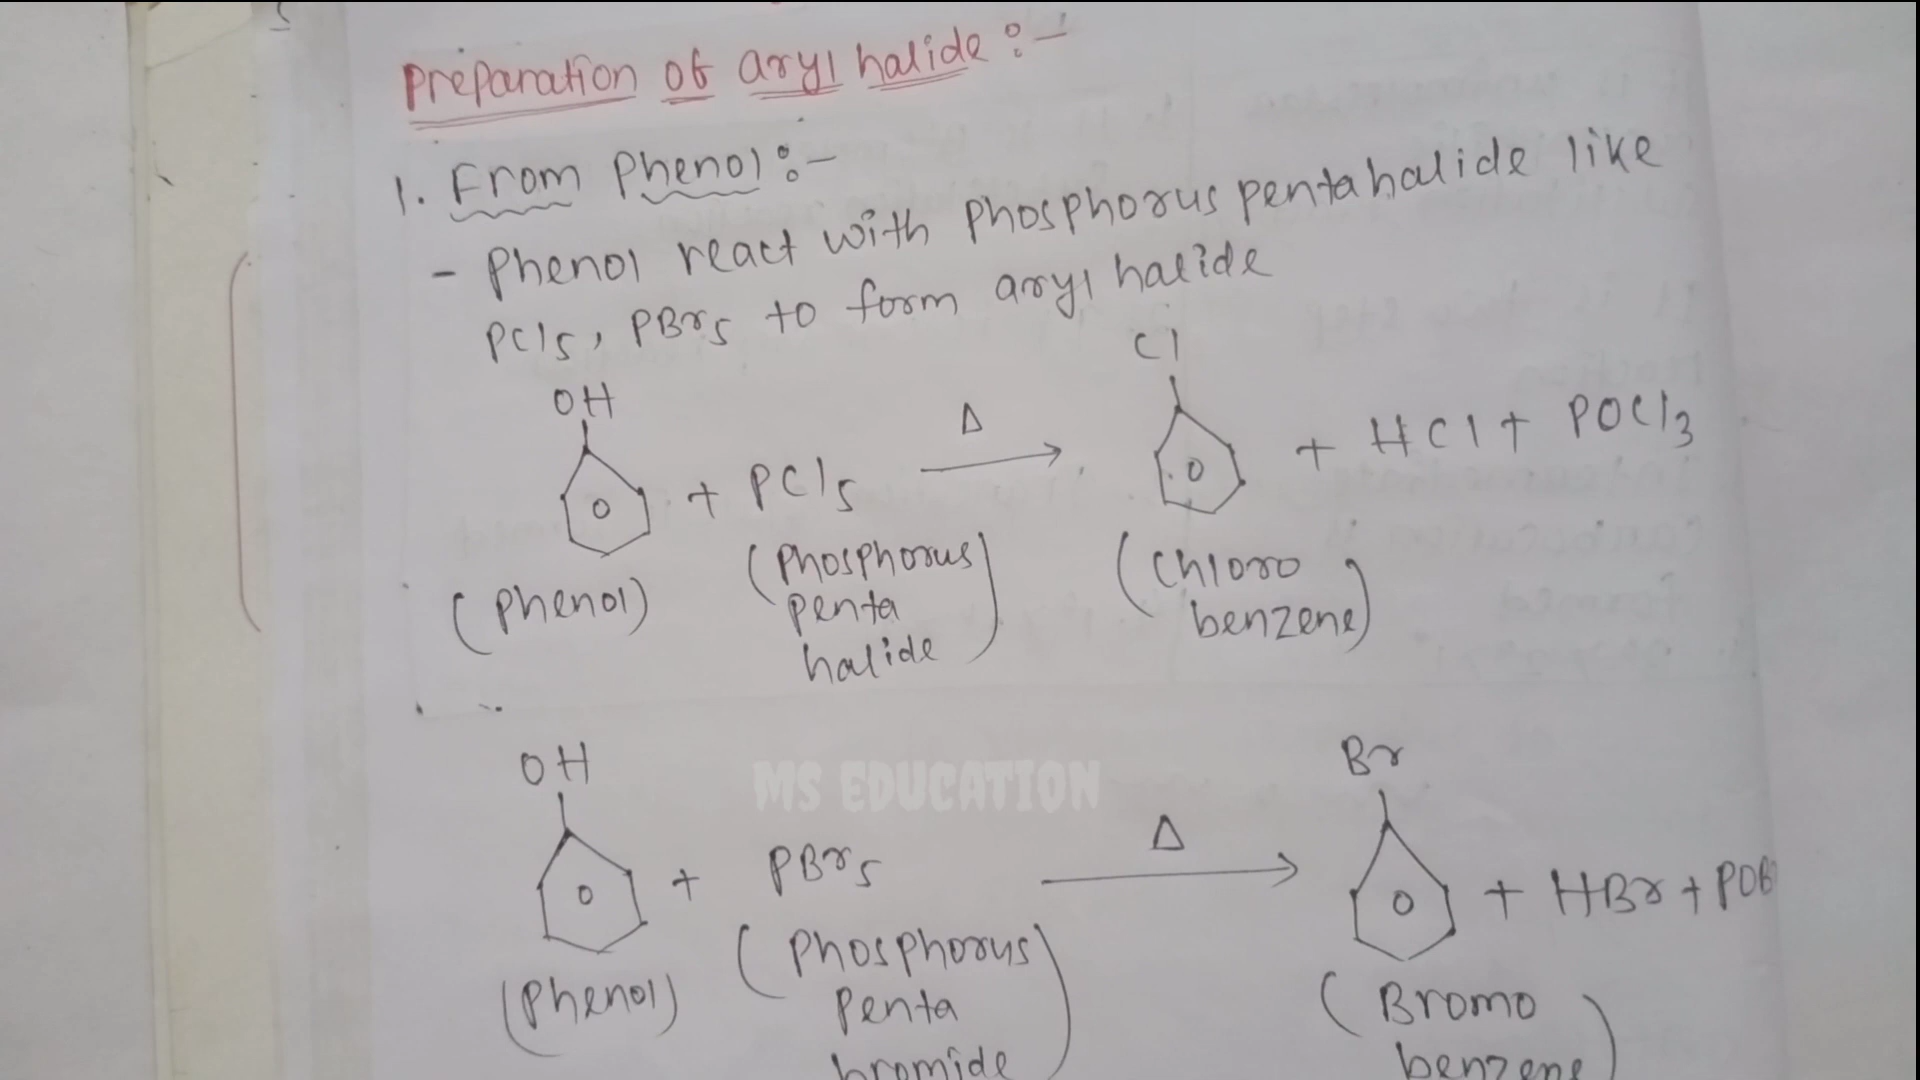 Preparation of aryl halide :-
1. From Phenol :-
- Phenol react with phosphorus pentahalide like
PCl5, PBr5 to form aryl halide
OH
Cl
+ PCl5
Δ
+ HCl + POCl3
(Phenol)
(Phosphorus
penta
halide)
(Chloro
benzene)
OH
Br
MS EDUCATION
+ PBr5
Δ
+ HBr + POB
(Phenol)
(Phosphorus
Penta
bromide)
(Bromo
benzene)